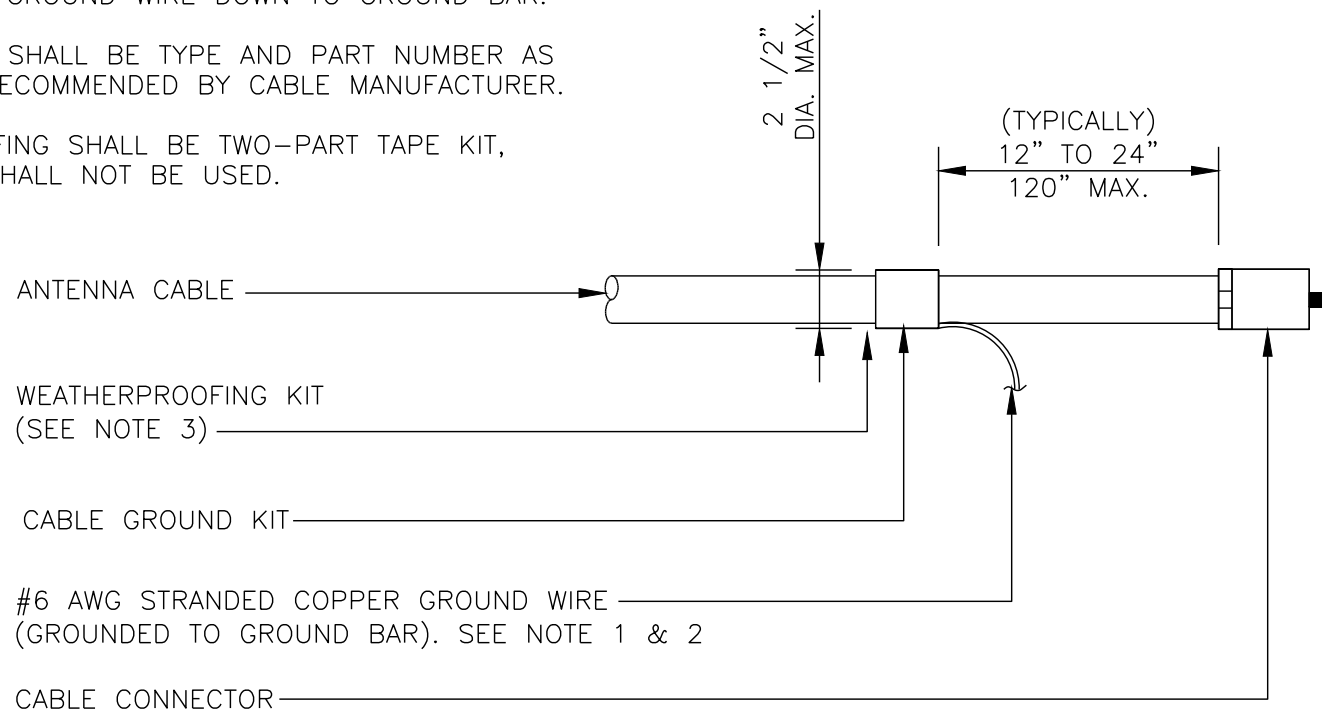 GROUND WIRE DOWN TO GROUND BAR.
SHALL BE TYPE AND PART NUMBER AS
RECOMMENDED BY CABLE MANUFACTURER.
SHALL BE TWO-PART TAPE KIT,
SHALL NOT BE USED.
2 1/2"
DIA. MAX.
(TYPICALLY)
12" TO 24"
120" MAX.
ANTENNA CABLE
WEATHERPROOFING KIT
(SEE NOTE 3)
CABLE GROUND KIT
#6 AWG STRANDED COPPER GROUND WIRE
(GROUNDED TO GROUND BAR). SEE NOTE 1 & 2
CABLE CONNECTOR